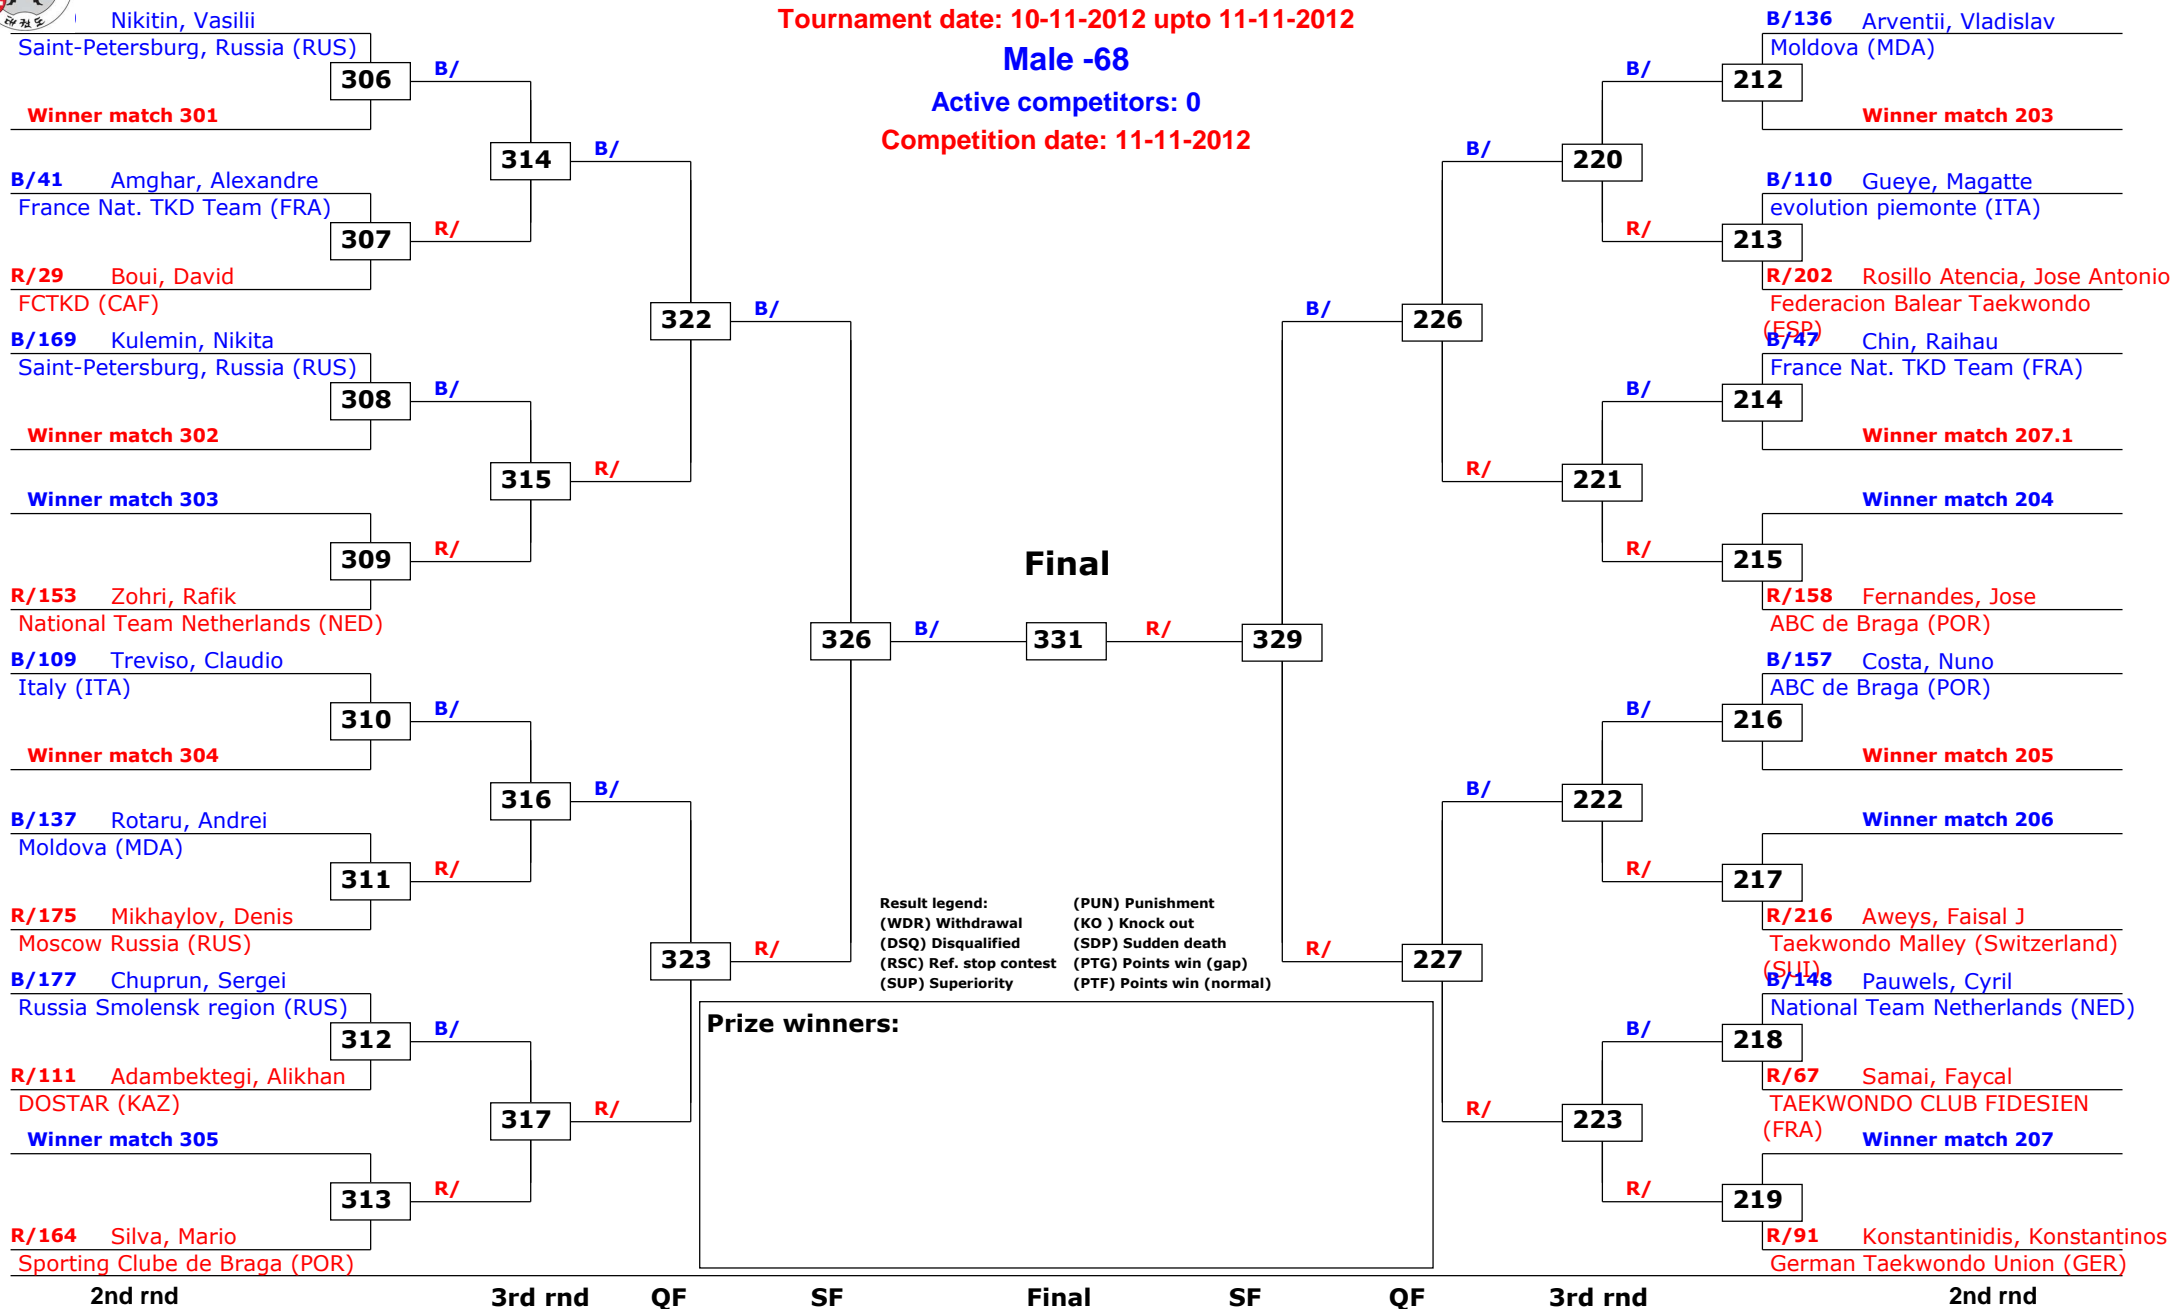 태권도
Tournament date: 10-11-2012 upto 11-11-2012
Male -68
Active competitors: 0
Competition date: 11-11-2012
Nikitin, Vasilii
Saint-Petersburg, Russia (RUS)
306
B/
Winner match 301
314
B/
B/41 Amghar, Alexandre
France Nat. TKD Team (FRA)
307
R/
R/29 Boui, David
FCTKD (CAF)
322
B/
B/169 Kulemin, Nikita
Saint-Petersburg, Russia (RUS)
308
B/
Winner match 302
315
R/
Winner match 303
309
R/
R/153 Zohri, Rafik
National Team Netherlands (NED)
326
B/
B/109 Treviso, Claudio
Italy (ITA)
310
B/
Winner match 304
316
B/
B/137 Rotaru, Andrei
Moldova (MDA)
311
R/
R/175 Mikhaylov, Denis
Moscow Russia (RUS)
323
R/
B/177 Chuprun, Sergei
Russia Smolensk region (RUS)
312
B/
R/111 Adambektegi, Alikhan
DOSTAR (KAZ)
317
R/
Winner match 305
313
R/
R/164 Silva, Mario
Sporting Clube de Braga (POR)
Final
331
R/
329
B/136 Arventii, Vladislav
Moldova (MDA)
B/
212
Winner match 203
B/
220
B/110 Gueye, Magatte
evolution piemonte (ITA)
R/
213
R/202 Rosillo Atencia, Jose Antonio
Federacion Balear Taekwondo
(ESP)
B/
226
B/47 Chin, Raihau
France Nat. TKD Team (FRA)
B/
214
Winner match 207.1
R/
221
Winner match 204
R/
215
R/158 Fernandes, Jose
ABC de Braga (POR)
B/157 Costa, Nuno
ABC de Braga (POR)
B/
216
Winner match 205
B/
222
Winner match 206
R/
217
R/216 Aweys, Faisal J
Taekwondo Malley (Switzerland)
(SUI)
R/
227
B/148 Pauwels, Cyril
National Team Netherlands (NED)
B/
218
R/67 Samai, Faycal
TAEKWONDO CLUB FIDESIEN
(FRA)
R/
223
Winner match 207
R/
219
R/91 Konstantinidis, Konstantinos
German Taekwondo Union (GER)
Result legend: (PUN) Punishment
(WDR) Withdrawal (KO ) Knock out
(DSQ) Disqualified (SDP) Sudden death
(RSC) Ref. stop contest (PTG) Points win (gap)
(SUP) Superiority (PTF) Points win (normal)
Prize winners:
2nd rnd 3rd rnd QF SF Final SF QF 3rd rnd 2nd rnd